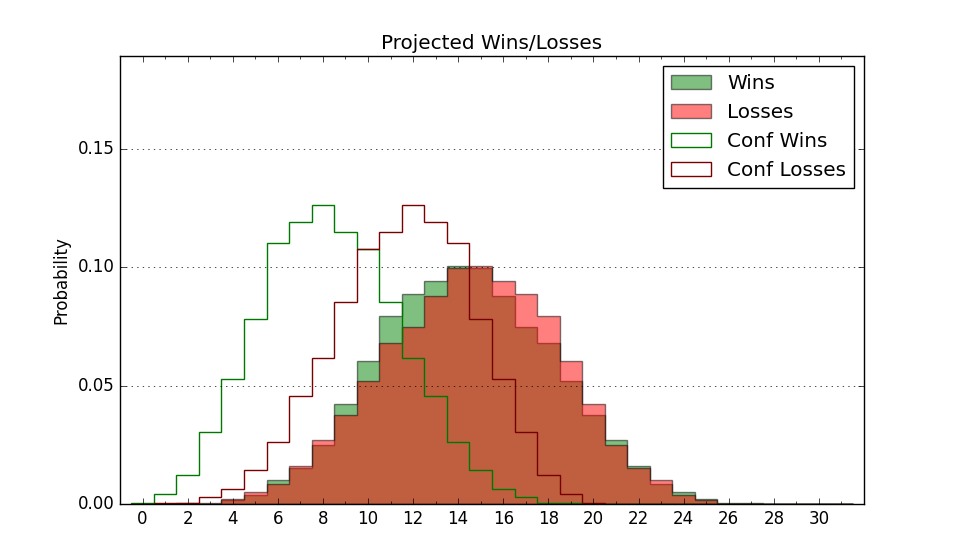 Projected Wins/Losses
Wins
Losses
Conf Wins
Conf Losses
Probability
0.15
0.10
0.05
0.00
0 2 4 6 8 10 12 14 16 18 20 22 24 26 28 30